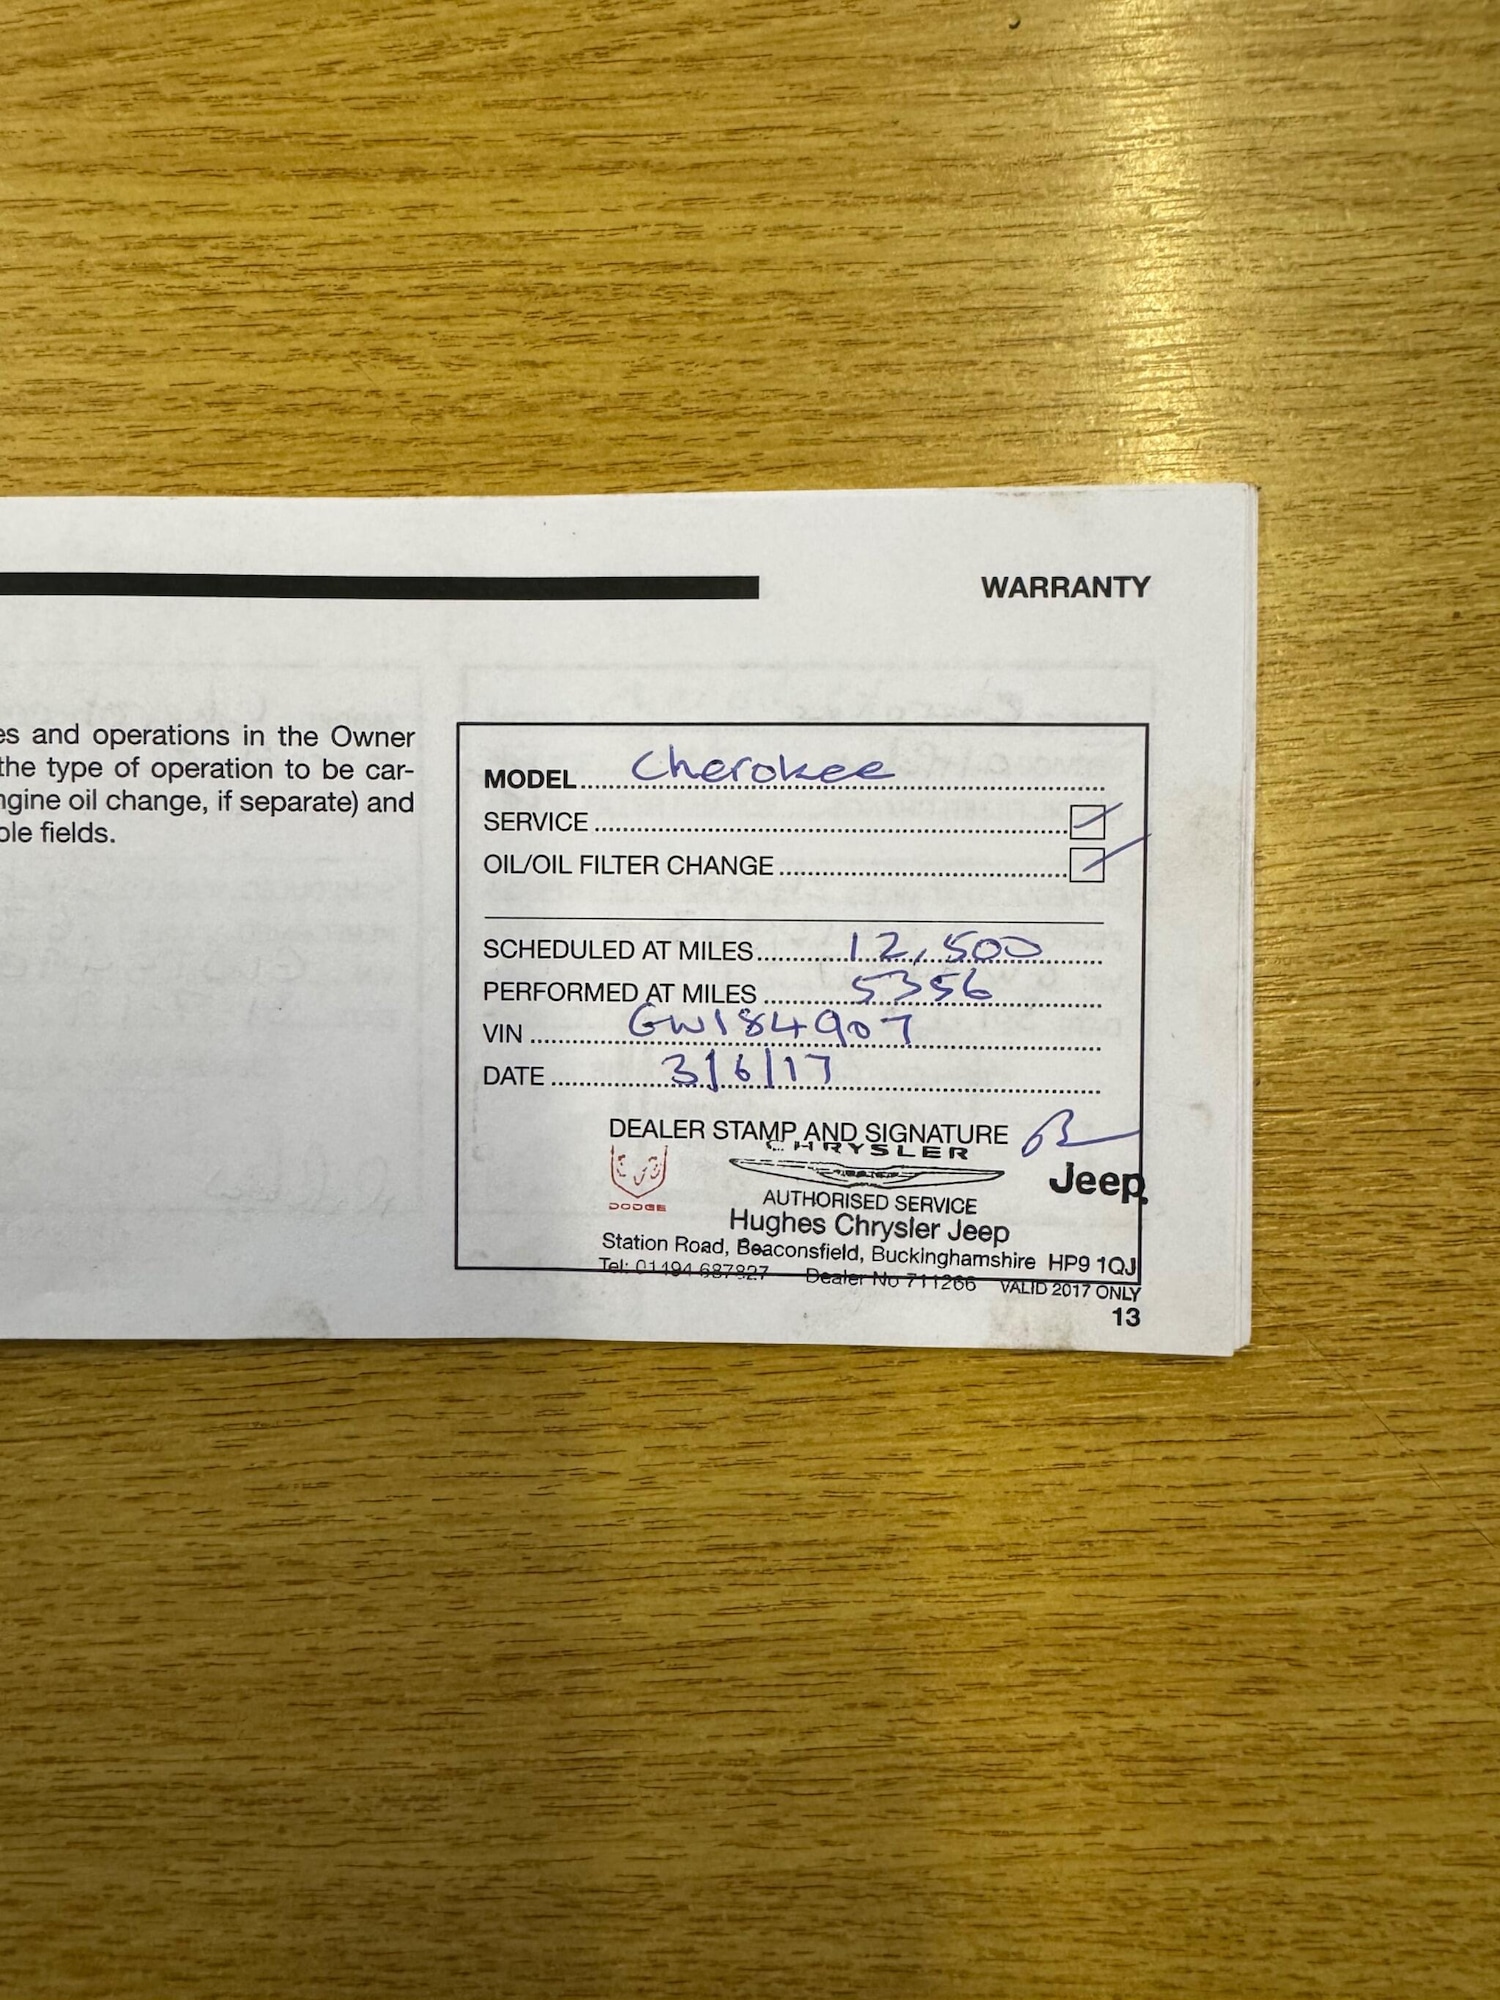 WARRANTY
es and operations in the Owner
the type of operation to be car-
ngine oil change, if separate) and
ble fields.
MODEL Cherokee
SERVICE
OIL/OIL FILTER CHANGE
SCHEDULED AT MILES 12,500
PERFORMED AT MILES 5356
VIN GW184907
DATE 3/6/17
DEALER STAMP AND SIGNATURE
CHRYSLER
DODGE
Jeep
AUTHORISED SERVICE
Hughes Chrysler Jeep
Station Road, Beaconsfield, Buckinghamshire HP9 1QJ
Tel: 01494 687827 Dealer No 711266 VALID 2017 ONLY
13